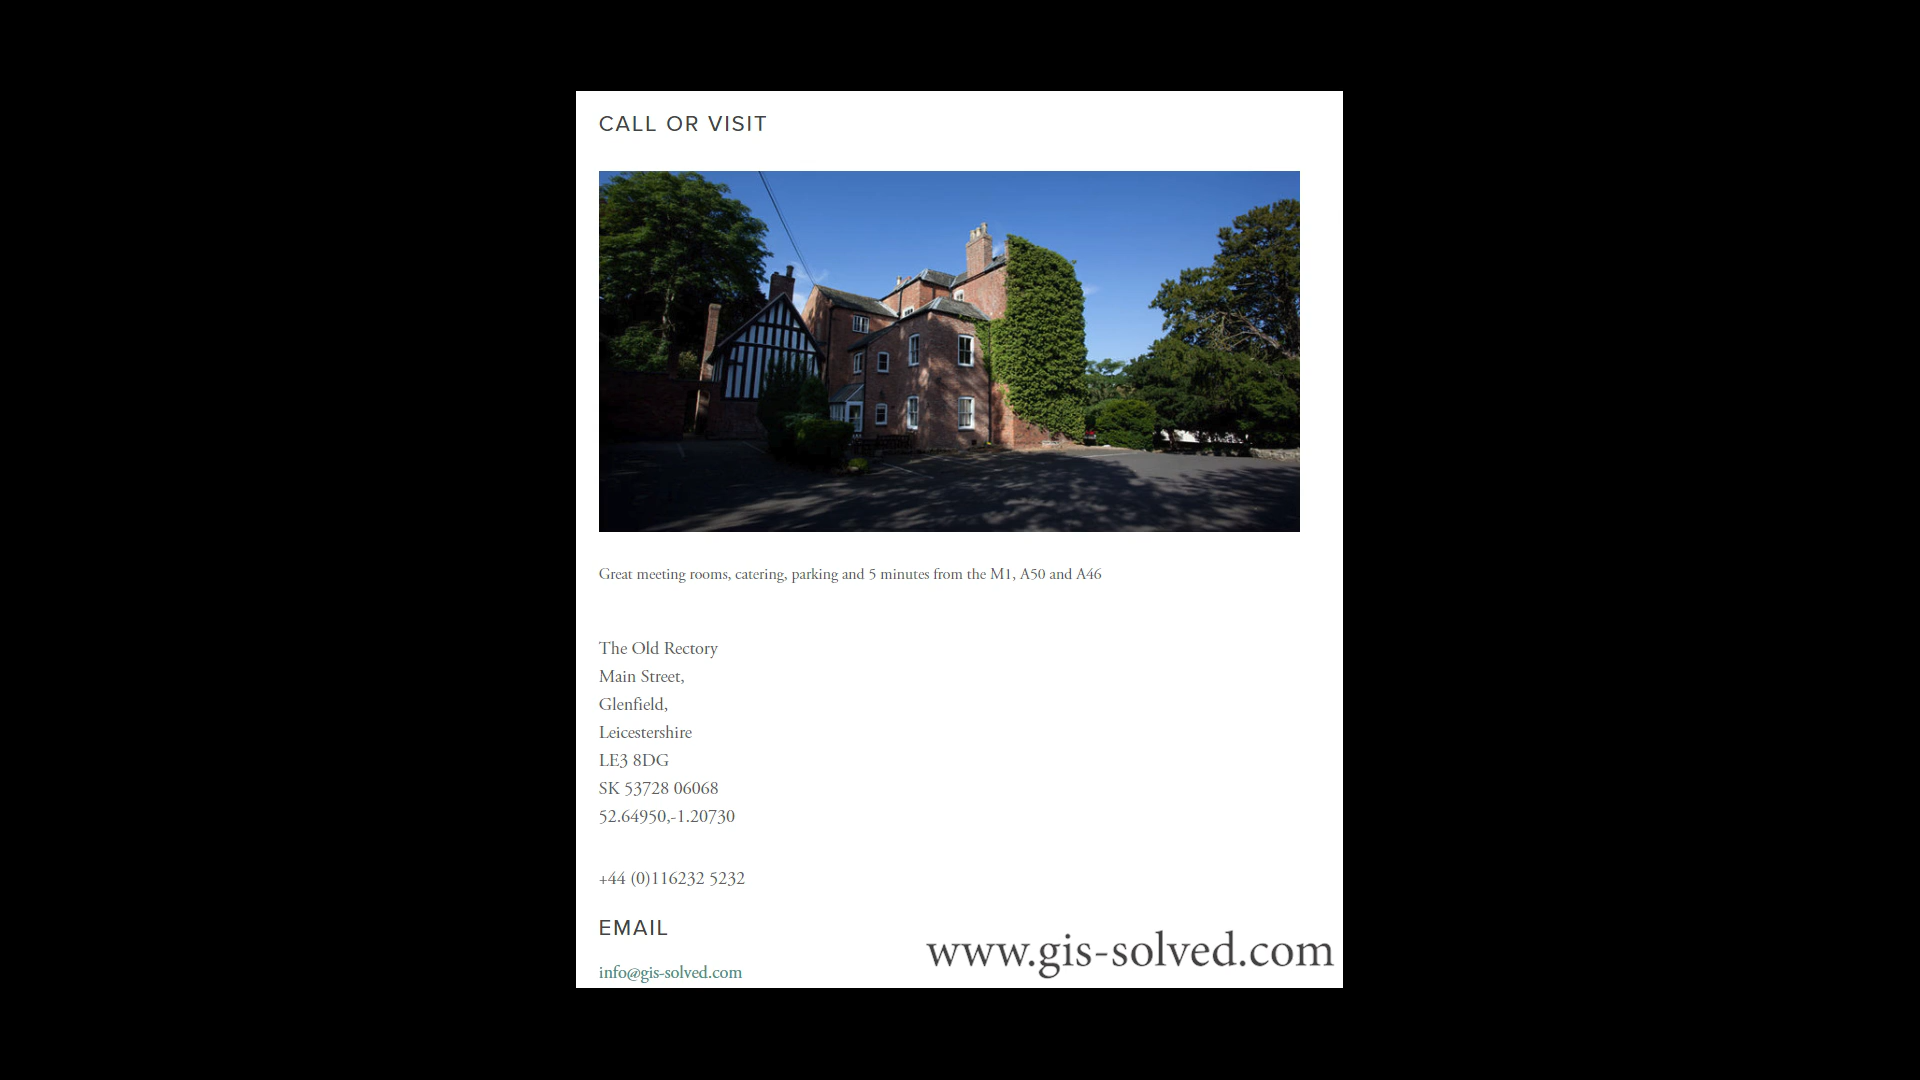 CALL OR VISIT
Great meeting rooms, catering, parking and 5 minutes from the M1, A50 and A46
The Old Rectory
Main Street,
Glenfield,
Leicestershire
LE3 8DG
SK 53728 06068
52.64950,-1.20730
+44 (0)116232 5232
EMAIL
www.gis-solved.com
info@gis-solved.com